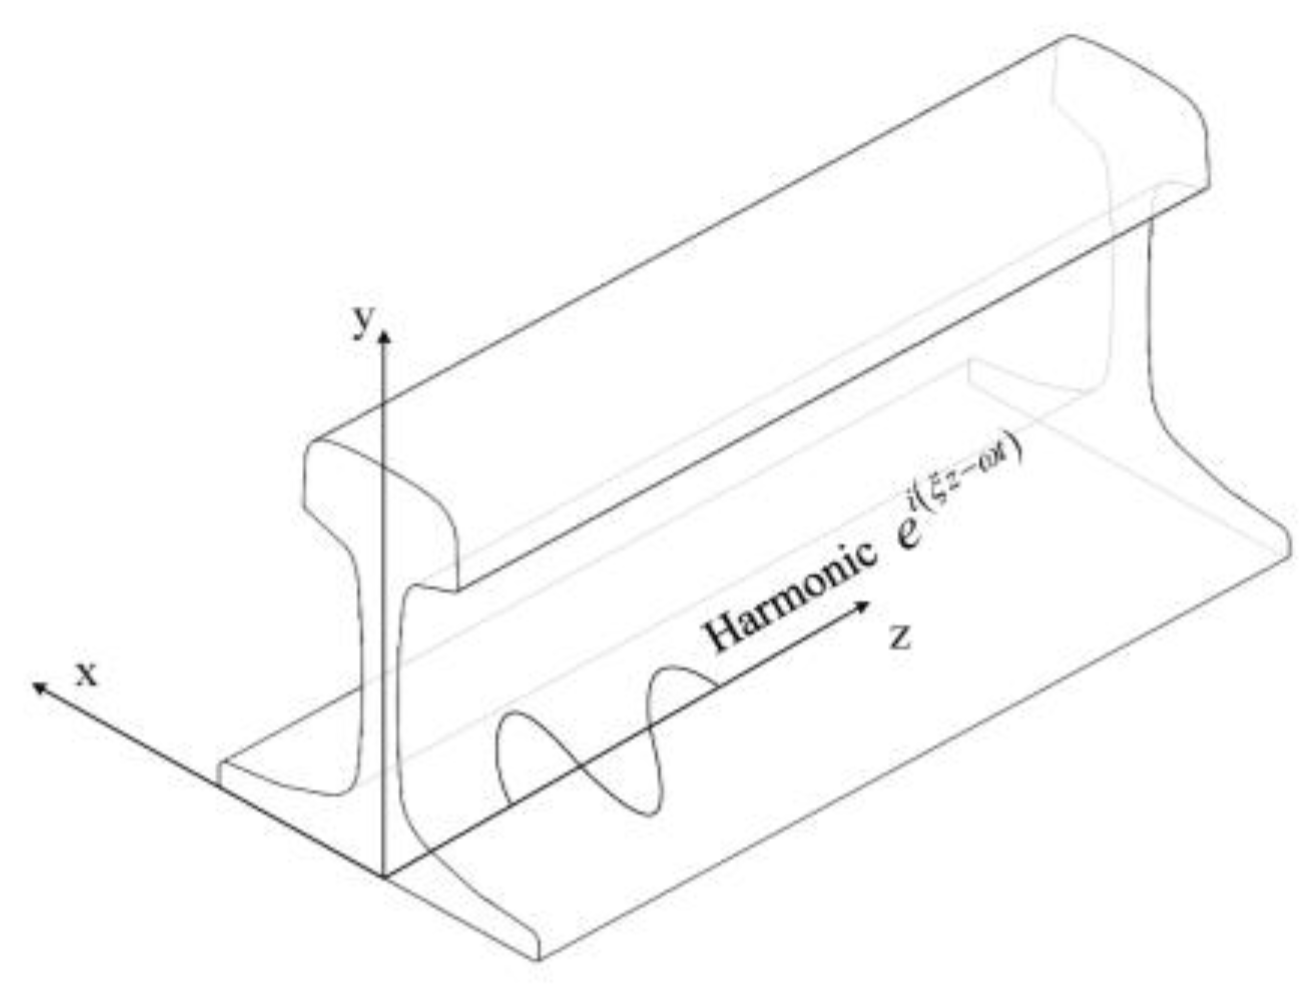 y
x
Harmonic e^{i(ξz-ωt)}
z